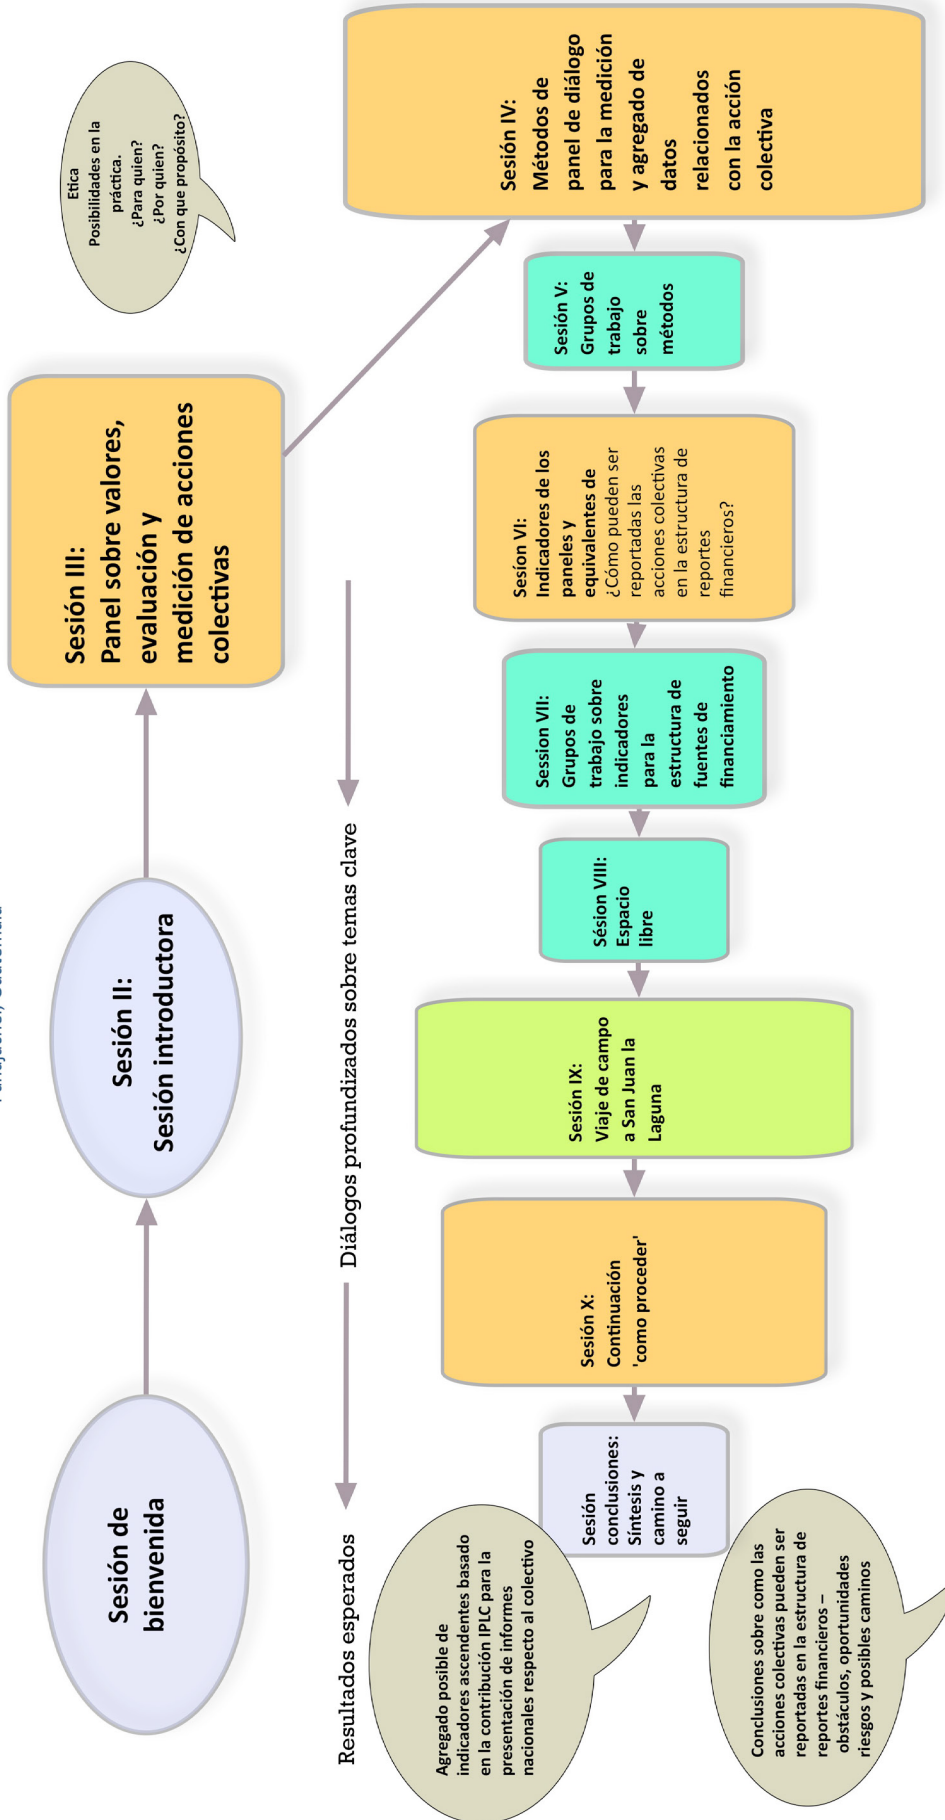 Sesión de
bienvenida
Sesión II:
Sesión introductora
Sesión III:
Panel sobre valores,
evaluación y
medición de acciones
colectivas
Etica
Posibilidades en la
práctica.
¿Para quien?
¿Por quien?
¿Con que propósito?
Resultados esperados
Diálogos profundizados sobre temas clave
Sesión IV:
Métodos de
panel de diálogo
para la medición
y agregado de
datos
relacionados
con la acción
colectiva
Sesión V:
Grupos de
trabajo
sobre
métodos
Sesíon VI:
Indicadores de los
paneles y
equivalentes de
¿Cómo pueden ser
reportadas las
acciones colectivas
en la estructura de
reportes
financieros?
Session VII:
Grupos de
trabajo sobre
indicadores
para la
estructura de
fuentes de
financiamiento
Sésion VIII:
Espacio
libre
Sesión IX:
Viaje de campo
a San Juan la
Laguna
Sesión X:
Continuación
'como proceder'
Sesión
conclusiones:
Síntesis y
camino a
seguir
Agregado posible de
indicadores ascendentes basado
en la contribución IPLC para la
presentación de informes
nacionales respecto al colectivo
Conclusiones sobre como las
acciones colectivas pueden ser
reportadas en la estructura de
reportes financieros –
obstáculos, oportunidades
riesgos y posibles caminos